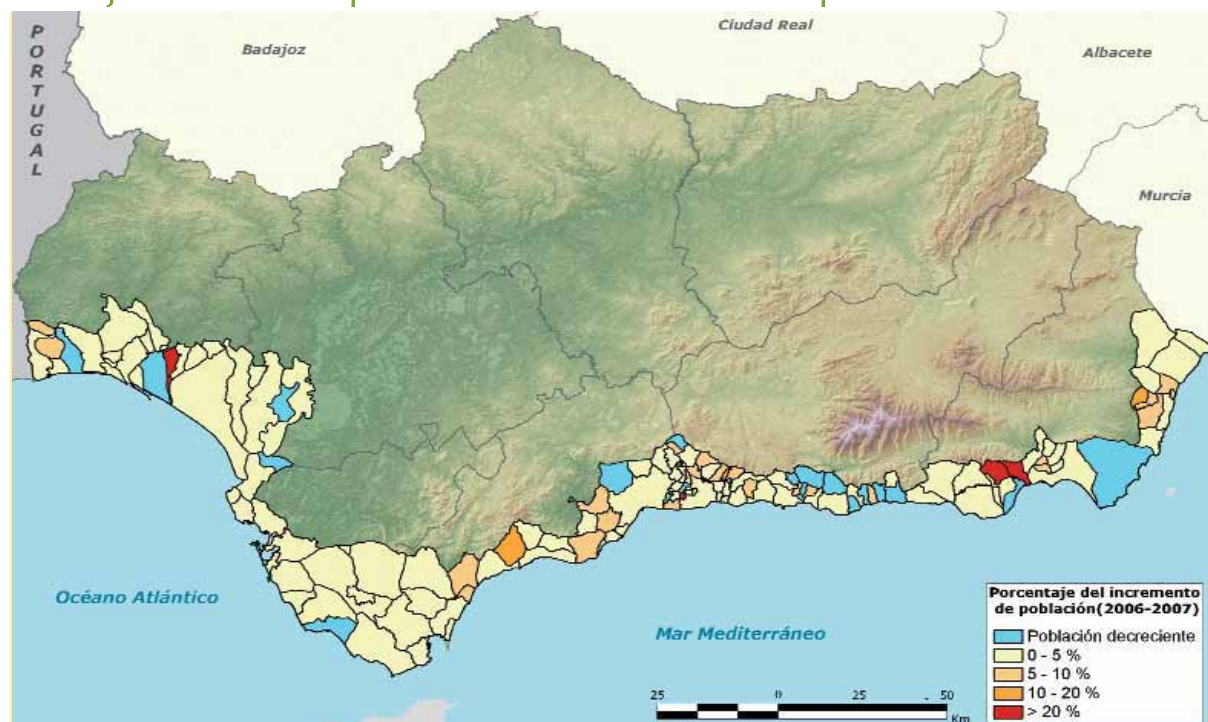 PORTUGAL
Badajoz
Ciudad Real
Albacete
Murcia
Océano Atlántico
Mar Mediterráneo
Porcentaje del incremento
de población(2006-2007)
Población decreciente
0 - 5 %
5 - 10 %
10 - 20 %
> 20 %
25 0 25 50
Km